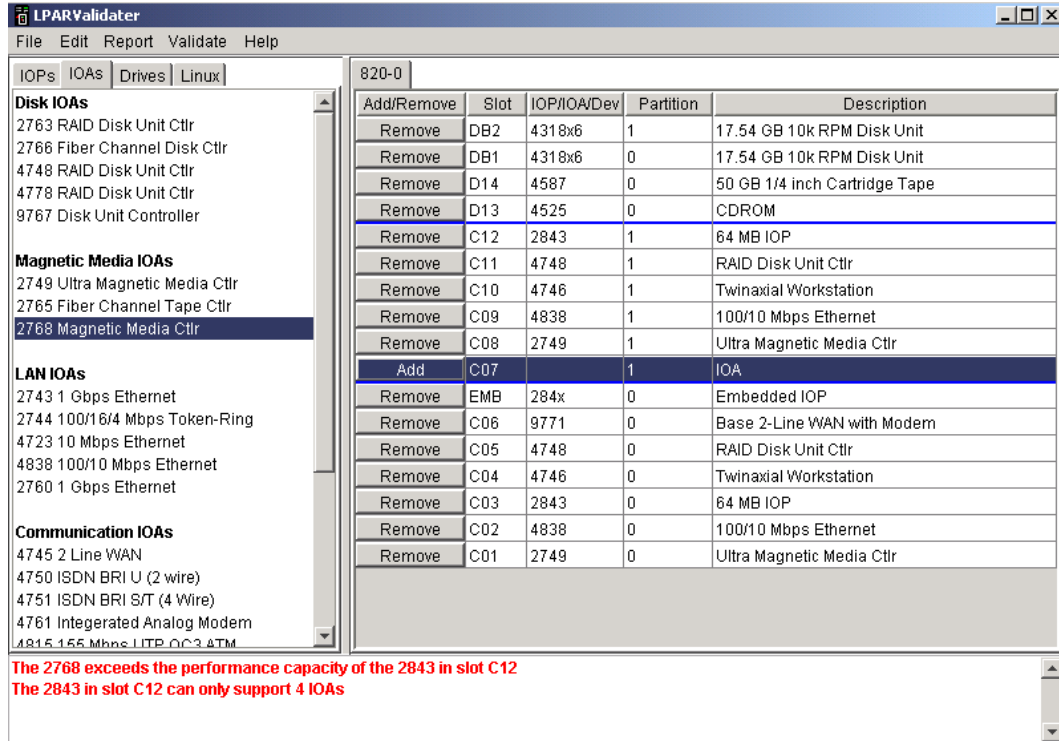 LPARValidater
File Edit Report Validate Help
IOPs IOAs Drives Linux
Disk IOAs
2763 RAID Disk Unit Ctlr
2766 Fiber Channel Disk Ctlr
4748 RAID Disk Unit Ctlr
4778 RAID Disk Unit Ctlr
9767 Disk Unit Controller
Magnetic Media IOAs
2749 Ultra Magnetic Media Ctlr
2765 Fiber Channel Tape Ctlr
2768 Magnetic Media Ctlr
LAN IOAs
2743 1 Gbps Ethernet
2744 100/16/4 Mbps Token-Ring
4723 10 Mbps Ethernet
4838 100/10 Mbps Ethernet
2760 1 Gbps Ethernet
Communication IOAs
4745 2 Line WAN
4750 ISDN BRI U (2 wire)
4751 ISDN BRI S/T (4 Wire)
4761 Integerated Analog Modem
4815 155 Mbps UTP OC3 ATM
820-0
Add/Remove Slot IOP/IOA/Dev Partition Description
Remove DB2 4318x6 1 17.54 GB 10k RPM Disk Unit
Remove DB1 4318x6 0 17.54 GB 10k RPM Disk Unit
Remove D14 4587 0 50 GB 1/4 inch Cartridge Tape
Remove D13 4525 0 CDROM
Remove C12 2843 1 64 MB IOP
Remove C11 4748 1 RAID Disk Unit Ctlr
Remove C10 4746 1 Twinaxial Workstation
Remove C09 4838 1 100/10 Mbps Ethernet
Remove C08 2749 1 Ultra Magnetic Media Ctlr
Add C07 1 IOA
Remove EMB 284x 0 Embedded IOP
Remove C06 9771 0 Base 2-Line WAN with Modem
Remove C05 4748 0 RAID Disk Unit Ctlr
Remove C04 4746 0 Twinaxial Workstation
Remove C03 2843 0 64 MB IOP
Remove C02 4838 0 100/10 Mbps Ethernet
Remove C01 2749 0 Ultra Magnetic Media Ctlr
The 2768 exceeds the performance capacity of the 2843 in slot C12
The 2843 in slot C12 can only support 4 IOAs